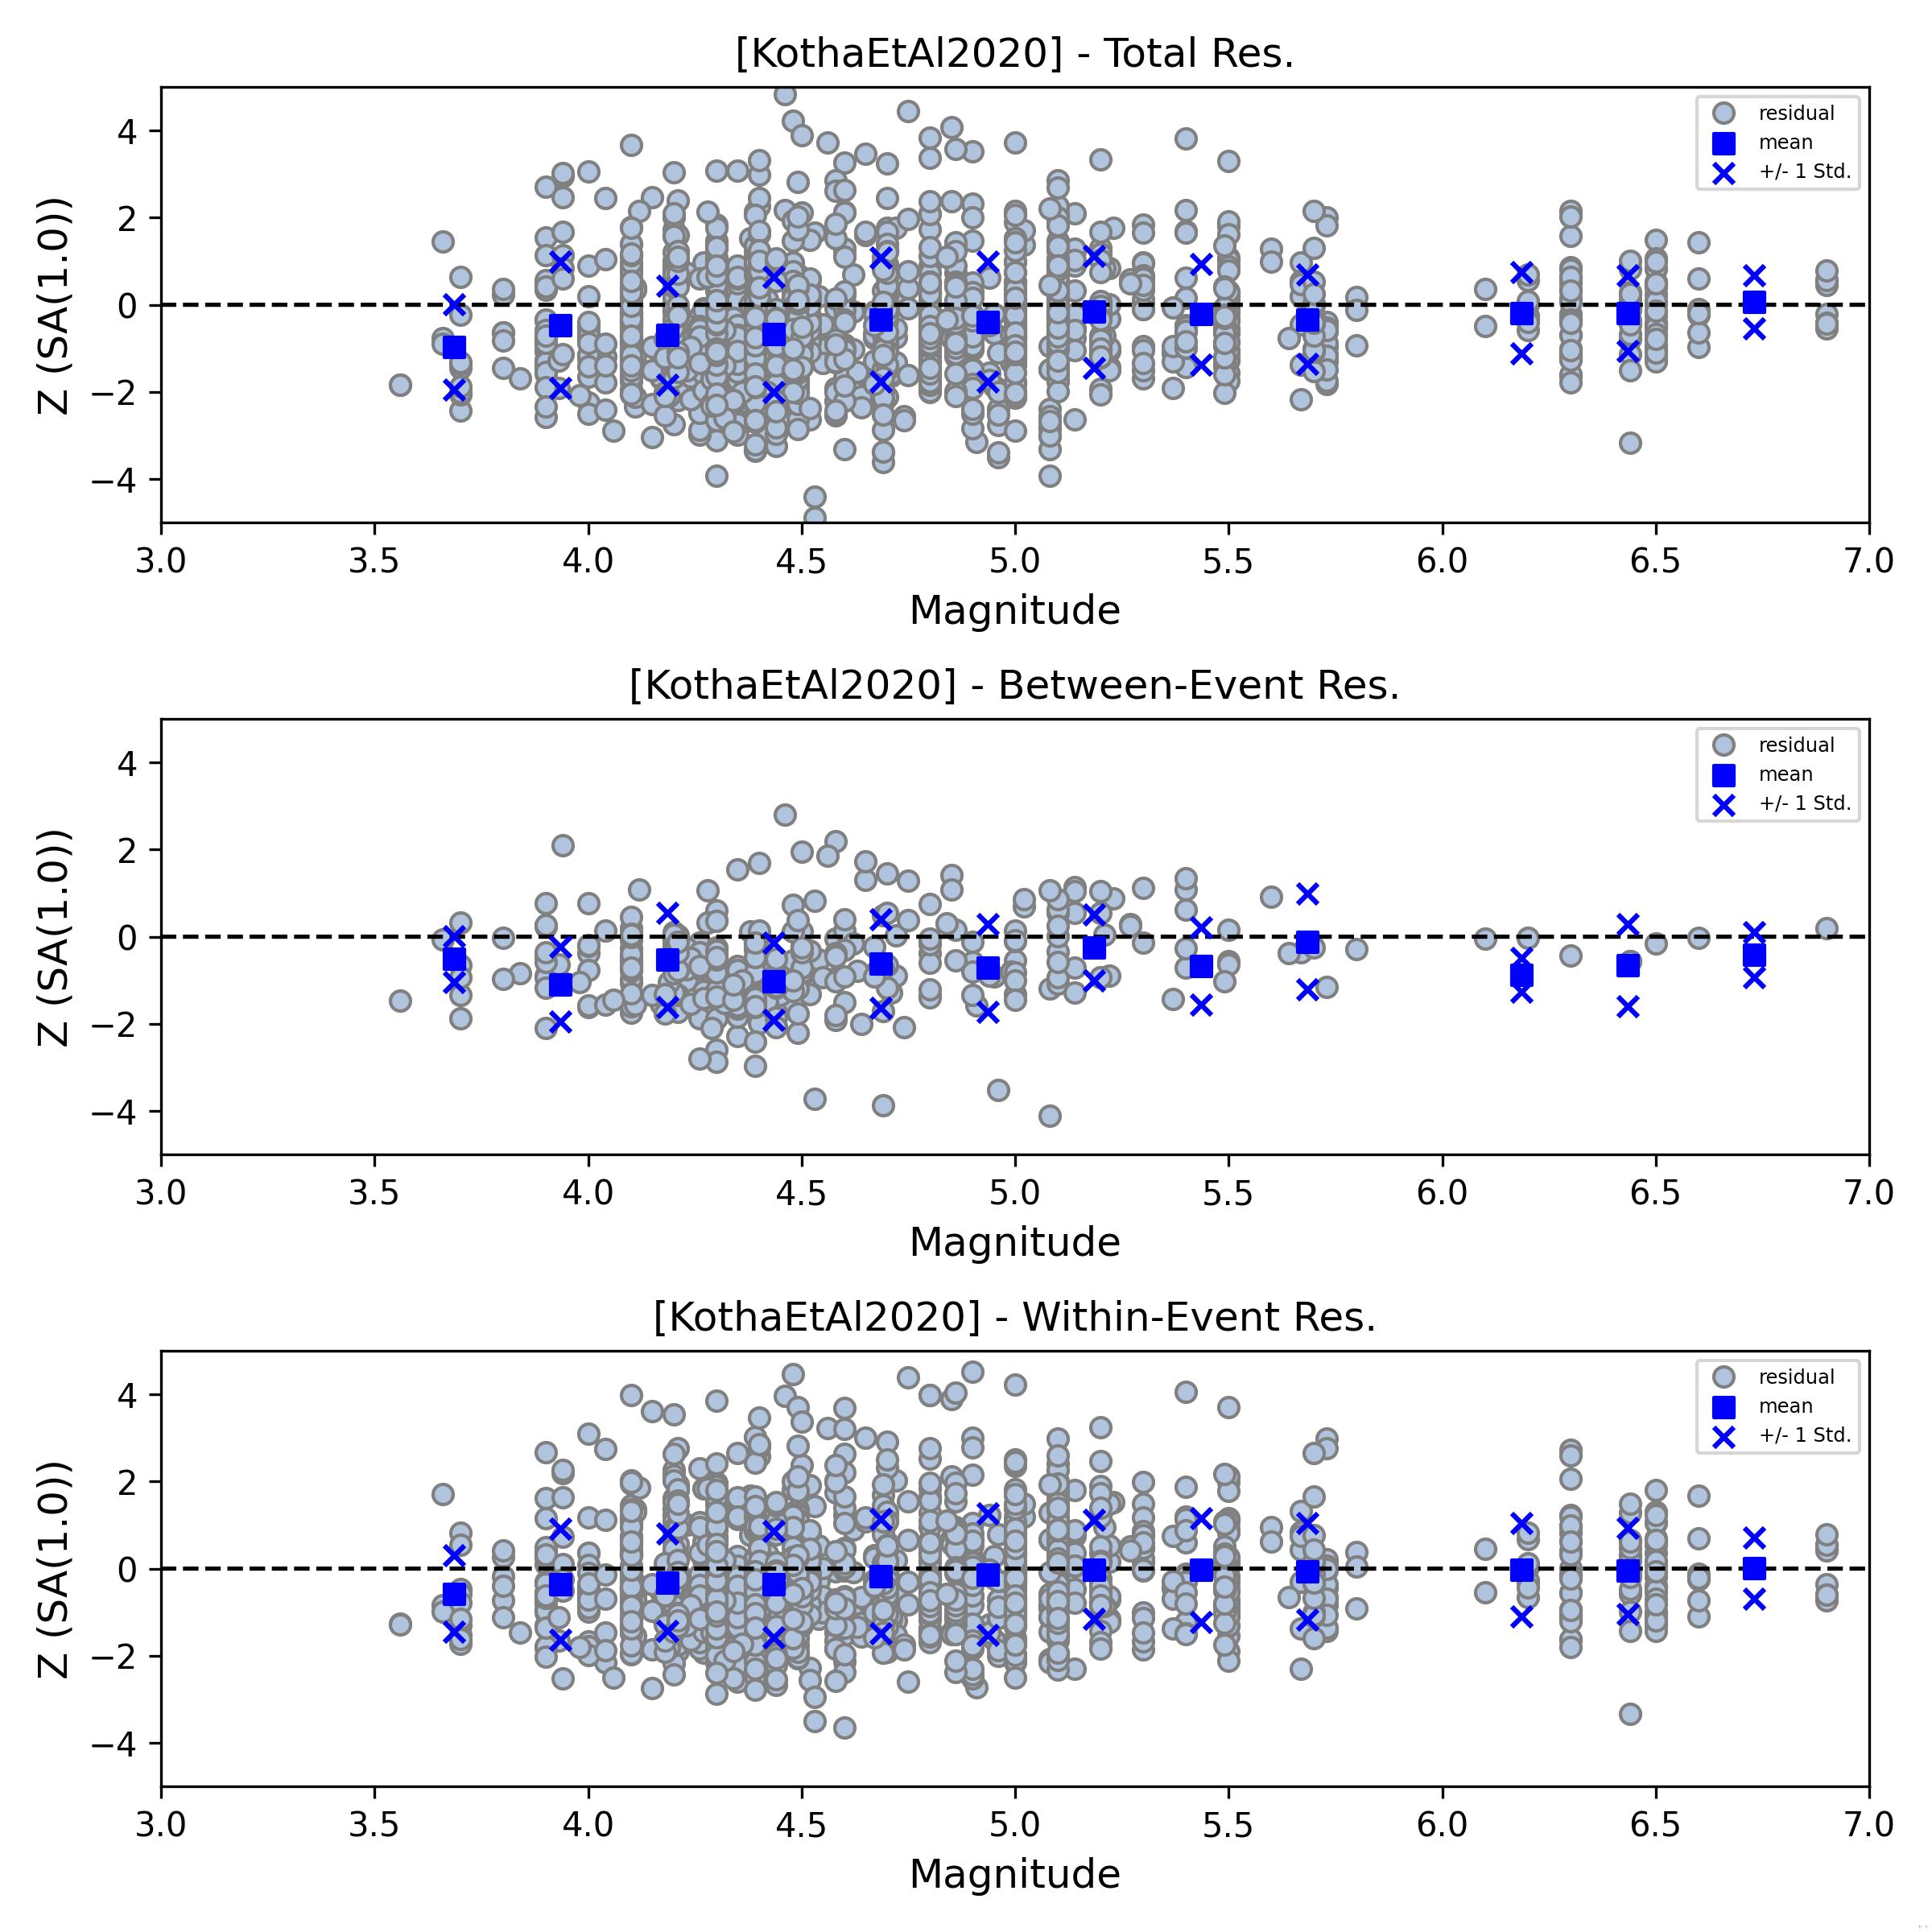 [KothaEtAl2020] - Total Res.
residual
mean
+/- 1 Std.
Z (SA(1.0))
4
2
0
−2
−4
3.0 3.5 4.0 4.5 5.0 5.5 6.0 6.5 7.0
Magnitude
[KothaEtAl2020] - Between-Event Res.
residual
mean
+/- 1 Std.
Z (SA(1.0))
4
2
0
−2
−4
3.0 3.5 4.0 4.5 5.0 5.5 6.0 6.5 7.0
Magnitude
[KothaEtAl2020] - Within-Event Res.
residual
mean
+/- 1 Std.
Z (SA(1.0))
4
2
0
−2
−4
3.0 3.5 4.0 4.5 5.0 5.5 6.0 6.5 7.0
Magnitude